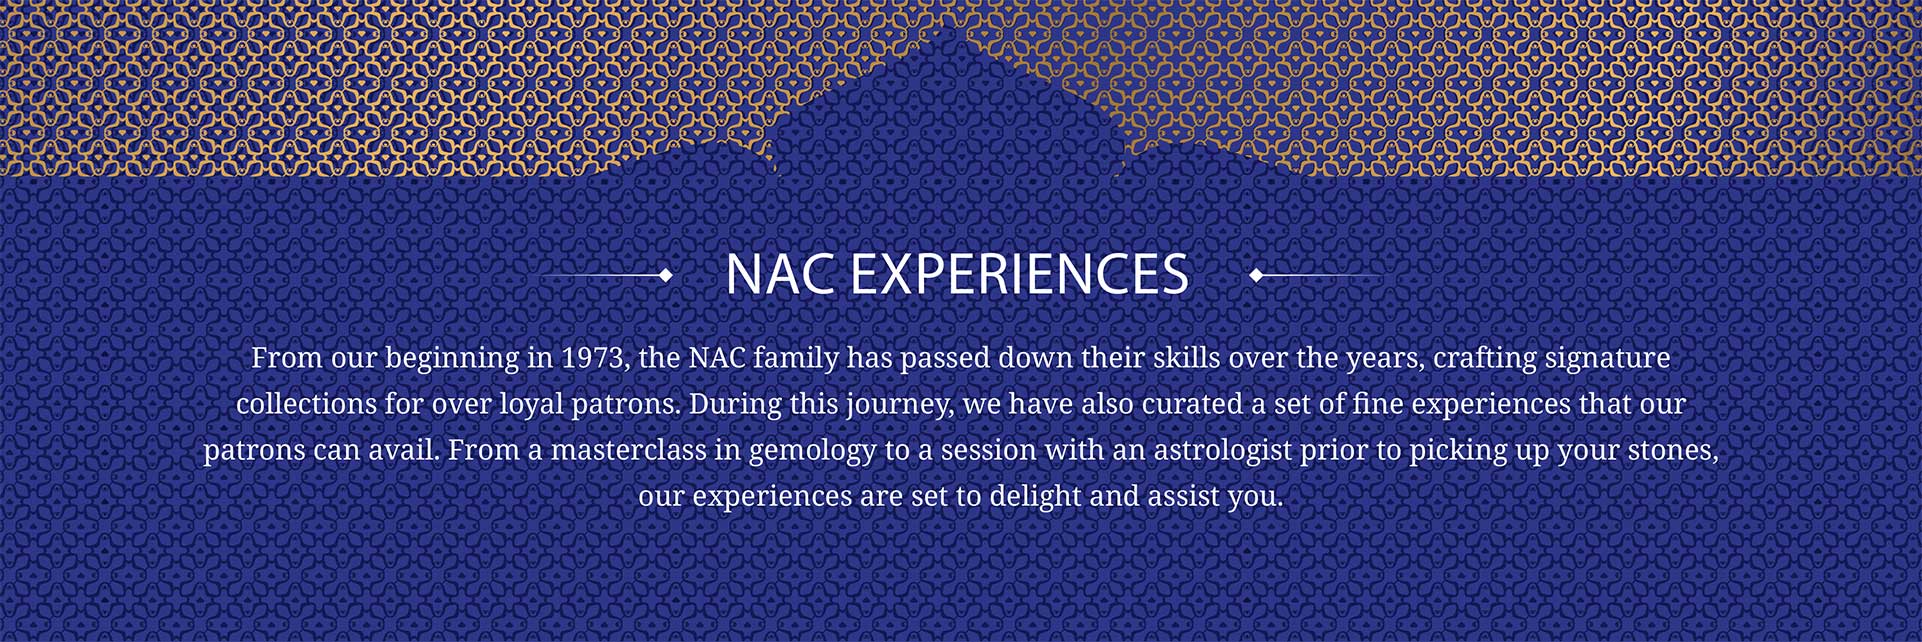 NAC EXPERIENCES
From our beginning in 1973, the NAC family has passed down their skills over the years, crafting signature
collections for over loyal patrons. During this journey, we have also curated a set of fine experiences that our
patrons can avail. From a masterclass in gemology to a session with an astrologist prior to picking up your stones,
our experiences are set to delight and assist you.